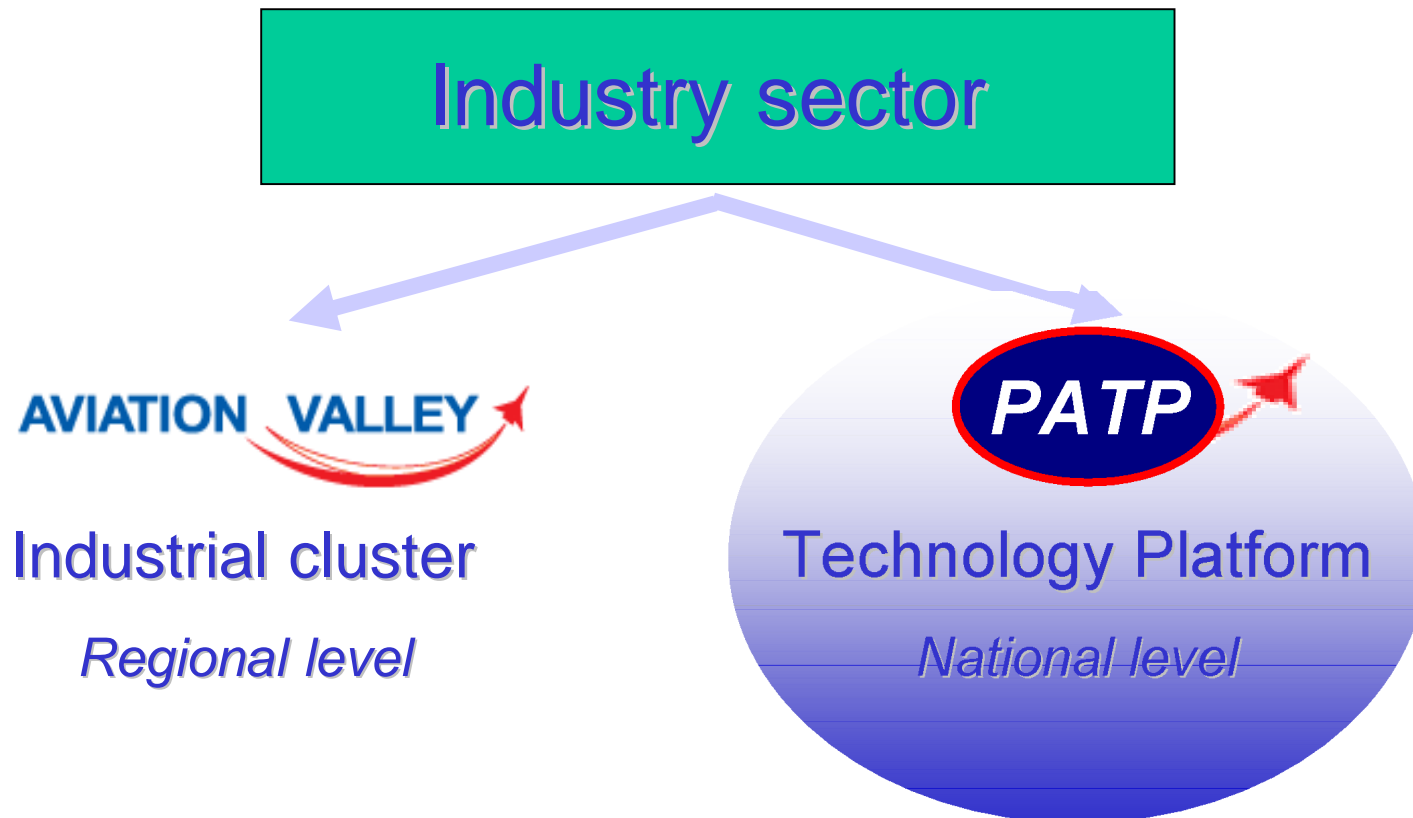 Industry sector
AVIATION VALLEY
PATP
Industrial cluster
Technology Platform
Regional level
National level